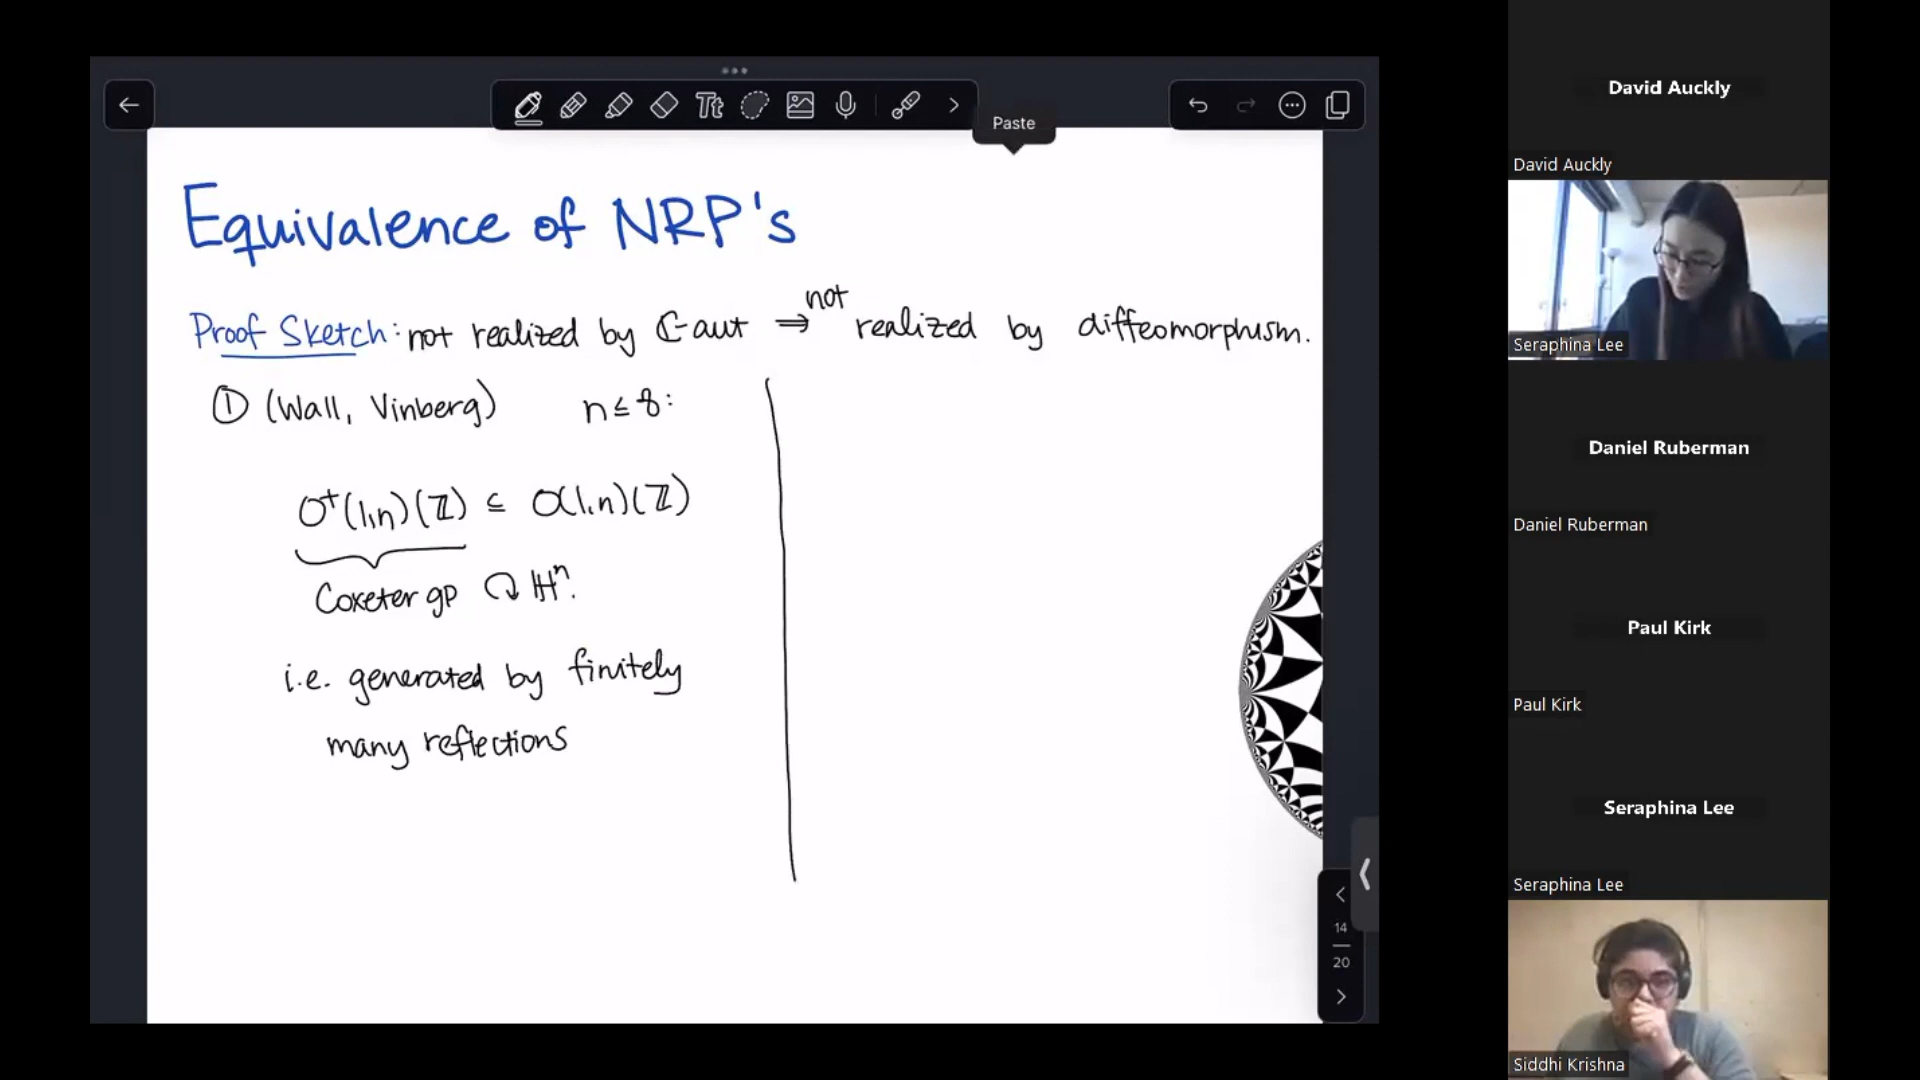 Tt
Paste
Equivalence of NRP's
Proof Sketch: not realized by ℂ-aut ⟹ not realized by diffeomorphism.
① (Wall, Vinberg) n ≤ 8:
O⁺(1,n)(ℤ) ≤ O(1,n)(ℤ)
Coxeter gp ↻ ℍⁿ.
i.e. generated by finitely
many reflections
14
20
David Auckly
David Auckly
Seraphina Lee
Daniel Ruberman
Daniel Ruberman
Paul Kirk
Paul Kirk
Seraphina Lee
Seraphina Lee
Siddhi Krishna